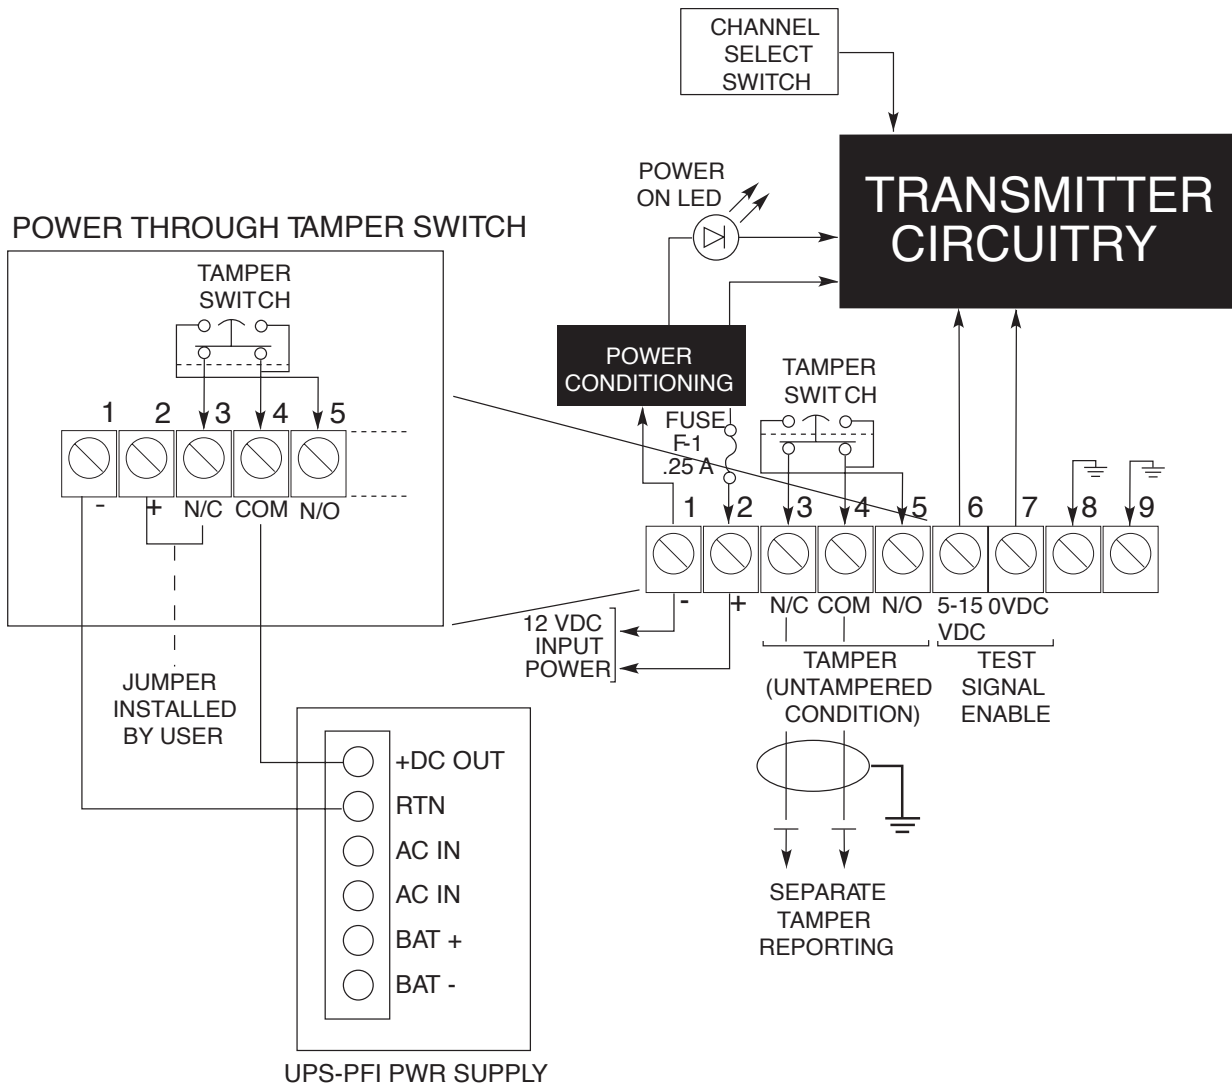 CHANNEL
SELECT
SWITCH
POWER
ON LED
TRANSMITTER
CIRCUITRY
POWER THROUGH TAMPER SWITCH
TAMPER
SWITCH
1 2 3 4 5
- + N/C COM N/O
JUMPER
INSTALLED
BY USER
POWER
CONDITIONING
FUSE
F-1
.25 A
TAMPER
SWITCH
1 2 3 4 5 6 7 8 9
- + N/C COM N/O 5-15 0VDC
VDC
12 VDC
INPUT
POWER
TAMPER
(UNTAMPERED
CONDITION)
TEST
SIGNAL
ENABLE
SEPARATE
TAMPER
REPORTING
+DC OUT
RTN
AC IN
AC IN
BAT +
BAT -
UPS-PFI PWR SUPPLY